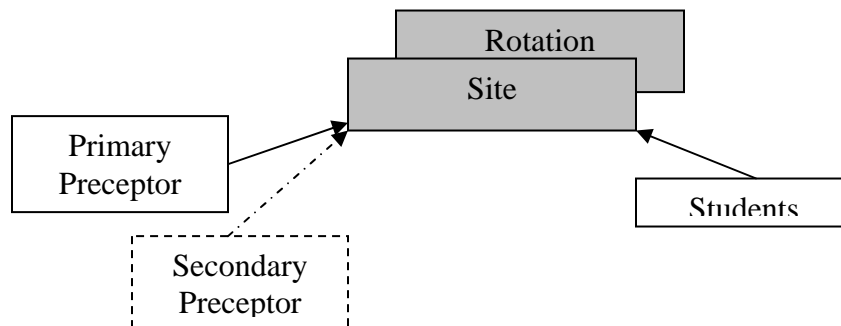 Rotation
Site
Primary
Preceptor
Students
Secondary
Preceptor